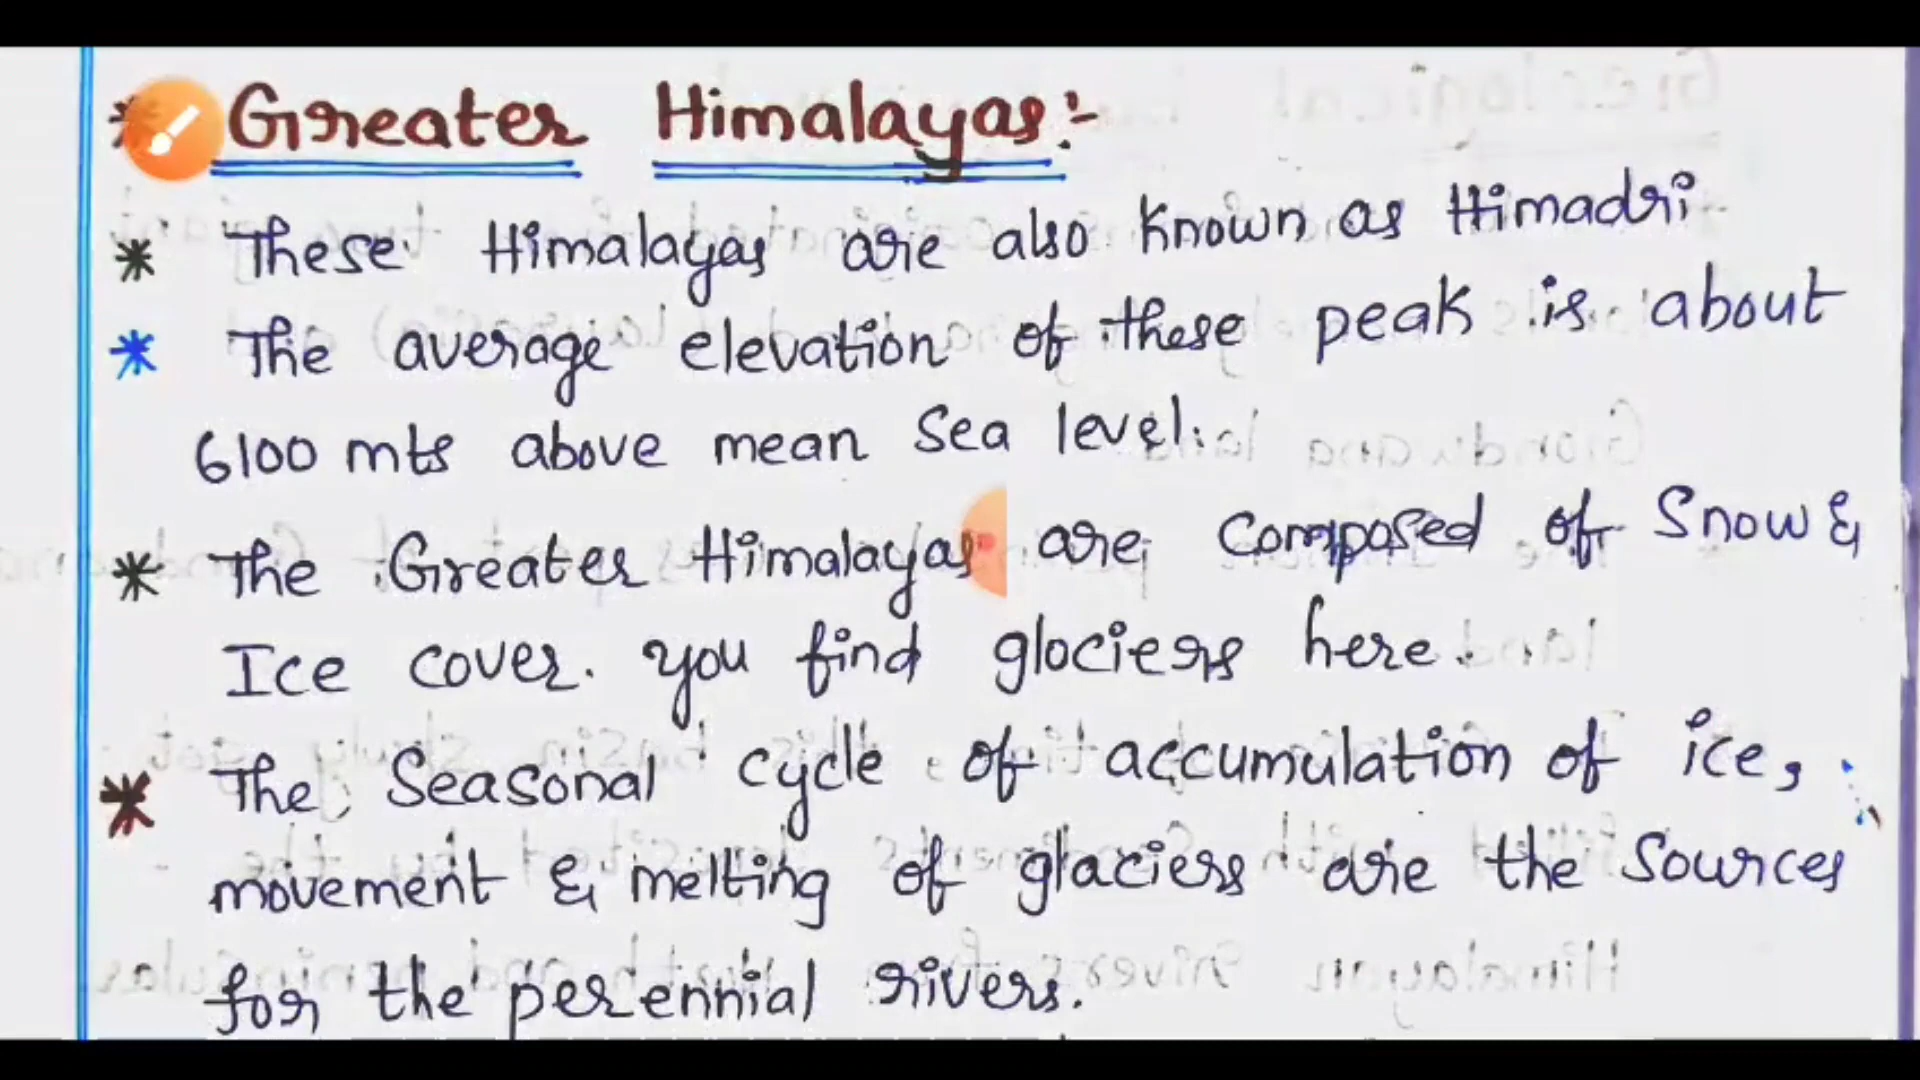 * Greater Himalayas:-
* These Himalayas are also known as Himadri
* The average elevation of these peak is about
6100 mts above mean sea level.
* The Greater Himalayas are composed of Snow &
Ice cover. you find glociers here.
* The Seasonal cycle of accumulation of ice,
movement & melting of glaciers are the sources
for the perennial rivers.